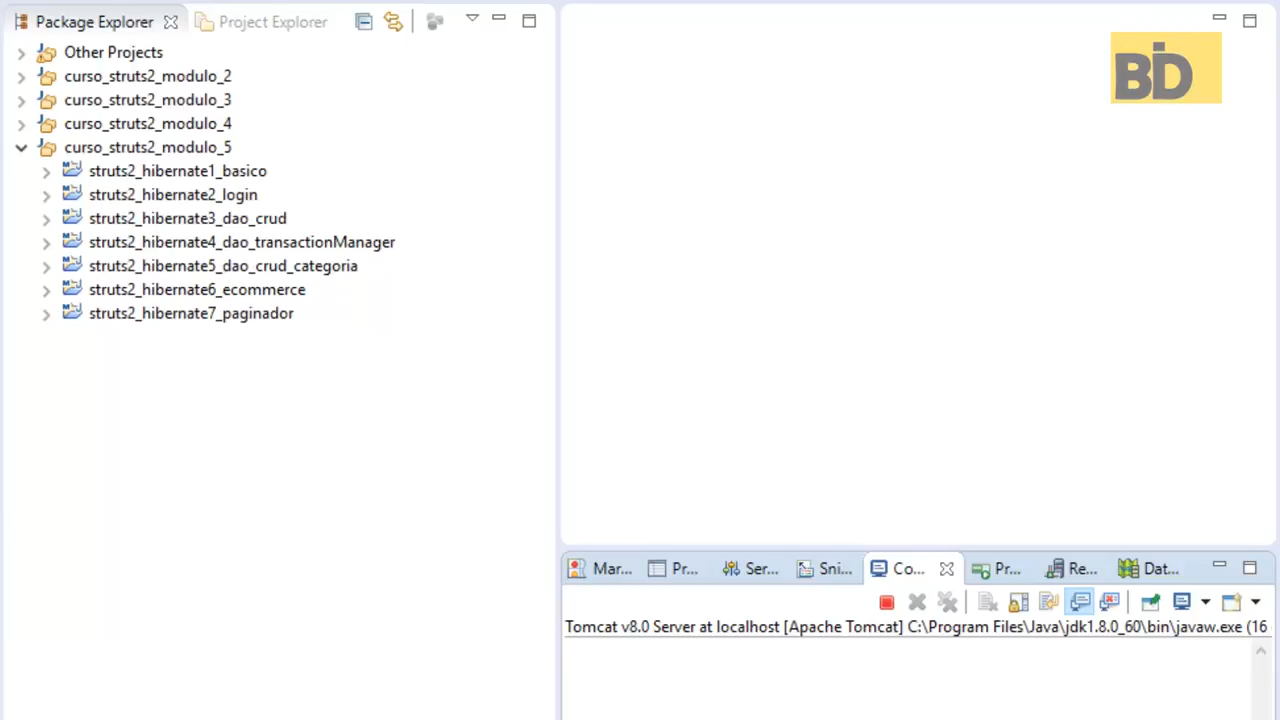 Package Explorer
Project Explorer
Other Projects
curso_struts2_modulo_2
curso_struts2_modulo_3
curso_struts2_modulo_4
curso_struts2_modulo_5
struts2_hibernate1_basico
struts2_hibernate2_login
struts2_hibernate3_dao_crud
struts2_hibernate4_dao_transactionManager
struts2_hibernate5_dao_crud_categoria
struts2_hibernate6_ecommerce
struts2_hibernate7_paginador
BiD
Mar... Pr... Ser... Sni... Co... Pr... Re... Dat...
Tomcat v8.0 Server at localhost [Apache Tomcat] C:\Program Files\Java\jdk1.8.0_60\bin\javaw.exe (16